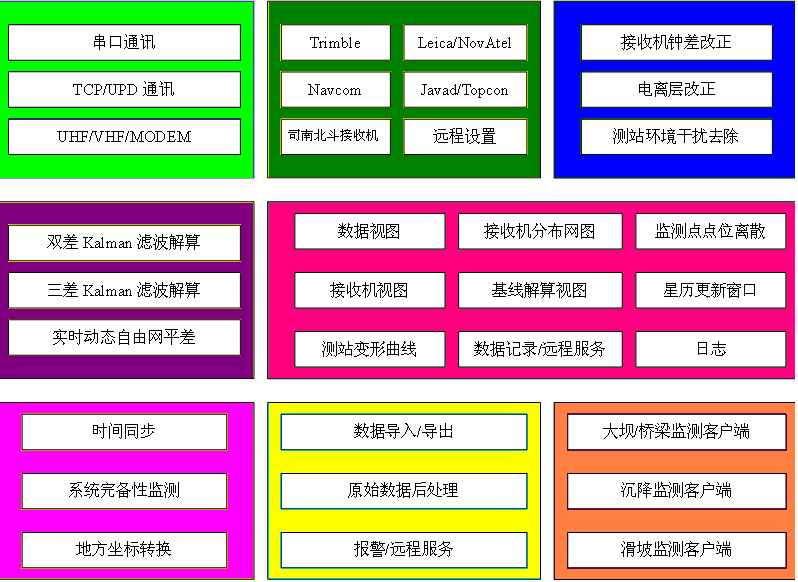 串口通讯
TCP/UPD 通讯
UHF/VHF/MODEM
Trimble
Leica/NovAtel
Navcom
Javad/Topcon
司南北斗接收机
远程设置
接收机钟差改正
电离层改正
测站环境干扰去除
双差 Kalman 滤波解算
三差 Kalman 滤波解算
实时动态自由网平差
数据视图
接收机分布网图
监测点点位离散
接收机视图
基线解算视图
星历更新窗口
测站变形曲线
数据记录/远程服务
日志
时间同步
系统完备性监测
地方坐标转换
数据导入/导出
原始数据后处理
报警/远程服务
大坝/桥梁监测客户端
沉降监测客户端
滑坡监测客户端